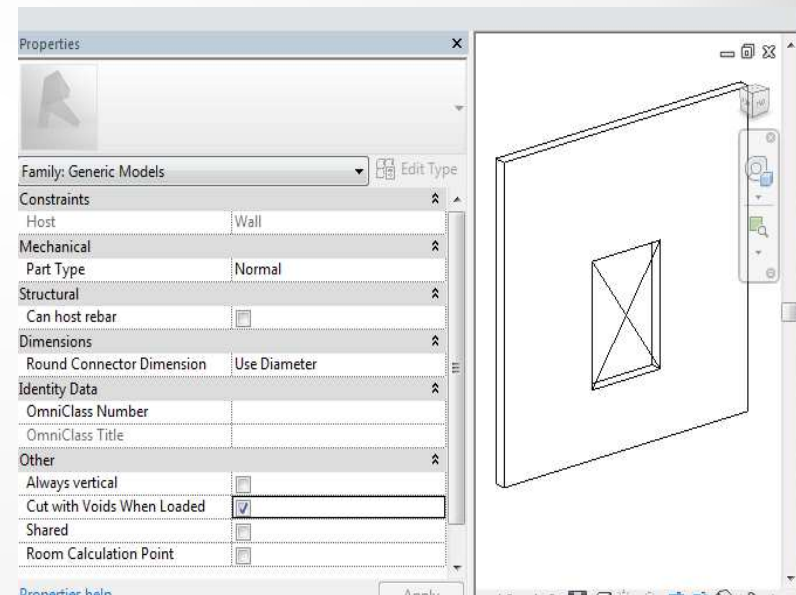 Properties
Family: Generic Models
Edit Type
Constraints
Host Wall
Mechanical
Part Type Normal
Structural
Can host rebar
Dimensions
Round Connector Dimension Use Diameter
Identity Data
OmniClass Number
OmniClass Title
Other
Always vertical
Cut with Voids When Loaded
Shared
Room Calculation Point
Properties help
Apply